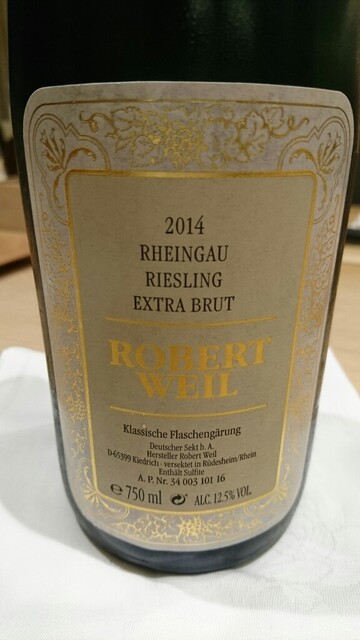 2014
RHEINGAU
RIESLING
EXTRA BRUT
ROBERT
WEIL
Klassische Flaschengärung
Deutscher Sekt b. A.
Hersteller Robert Weil
D-65399 Kiedrich - versektet in Rüdesheim/Rhein
Enthält Sulfite
A. P. Nr. 34 003 101 16
℮ 750 ml ALC. 12.5% VOL.